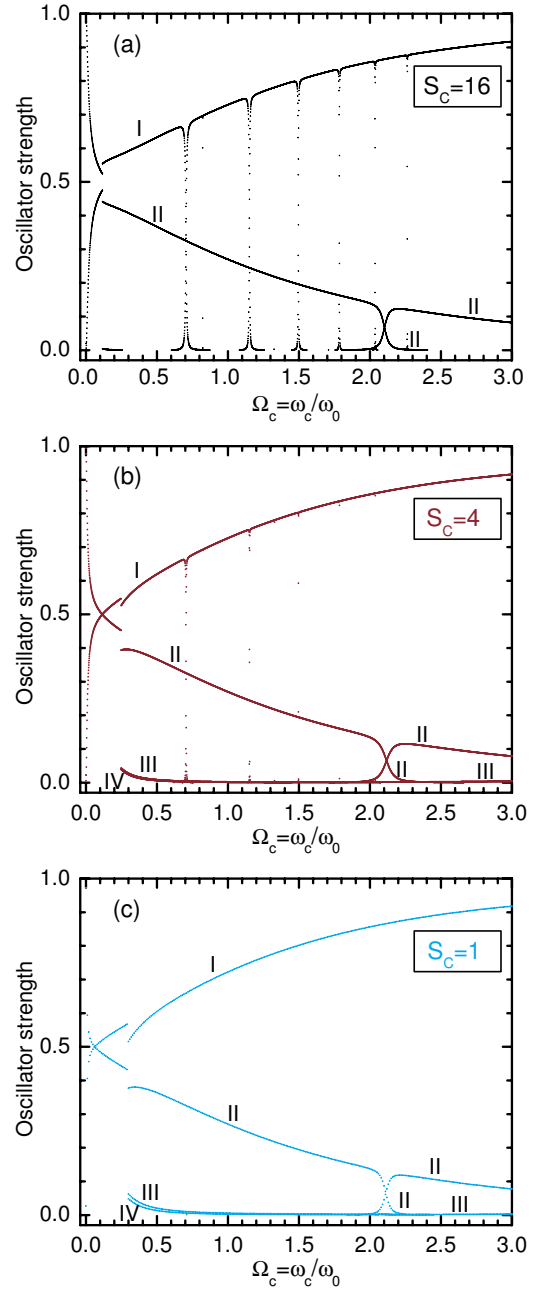 (a)
S_C=16
1.0
0.5
0.0
Oscillator strength
I
II
II
II
0.0 0.5 1.0 1.5 2.0 2.5 3.0
Ω_c=ω_c/ω_0
(b)
S_C=4
1.0
0.5
0.0
Oscillator strength
I
II
II
III
IV
II
III
0.0 0.5 1.0 1.5 2.0 2.5 3.0
Ω_c=ω_c/ω_0
(c)
S_C=1
1.0
0.5
0.0
Oscillator strength
I
II
II
III
IV
II
III
0.0 0.5 1.0 1.5 2.0 2.5 3.0
Ω_c=ω_c/ω_0